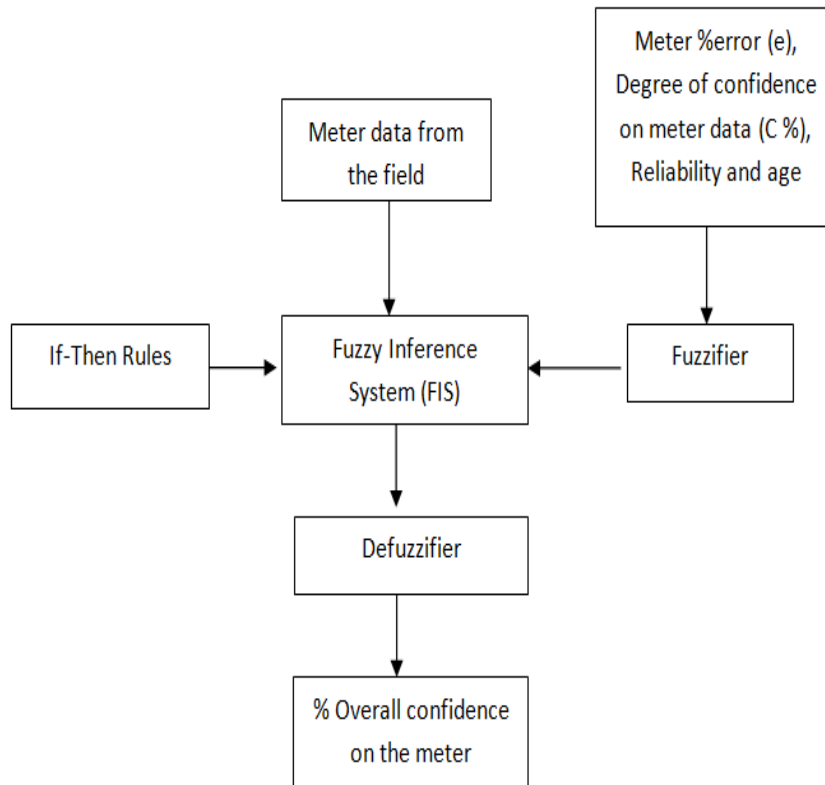 Meter %error (e),
Degree of confidence
on meter data (C %),
Reliability and age
Meter data from
the field
If-Then Rules
Fuzzy Inference
System (FIS)
Fuzzifier
Defuzzifier
% Overall confidence
on the meter